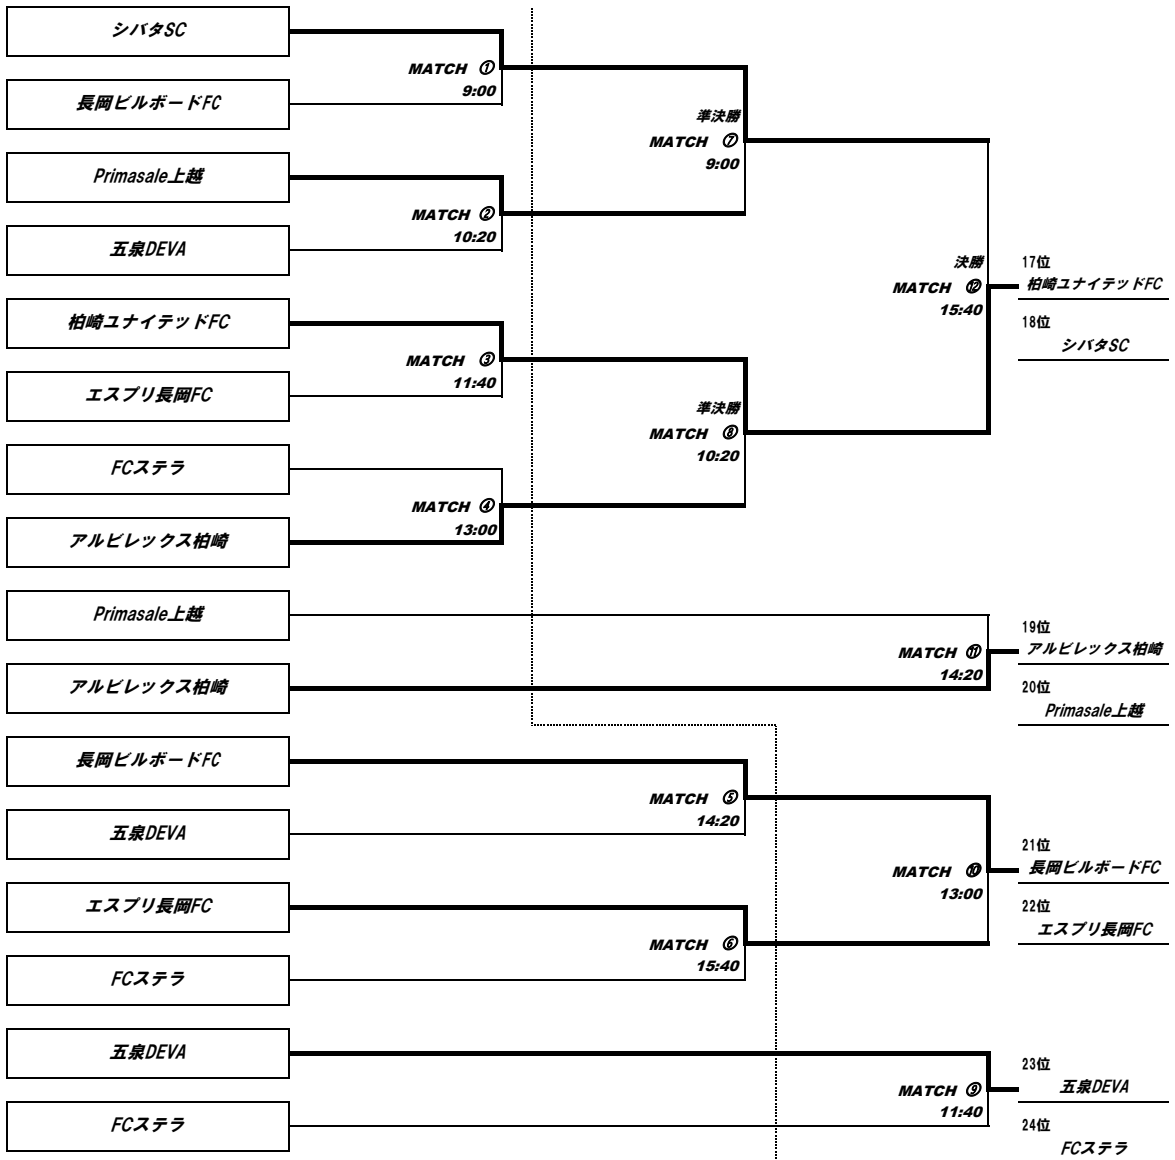 シバタSC
MATCH ①
9:00
長岡ビルボードFC
準決勝
MATCH ⑦
9:00
Primasale上越
MATCH ②
10:20
五泉DEVA
決勝
MATCH ⑫
15:40
17位
柏崎ユナイテッドFC
18位
シバタSC
柏崎ユナイテッドFC
MATCH ③
11:40
エスプリ長岡FC
準決勝
MATCH ⑧
10:20
FCステラ
MATCH ④
13:00
アルビレックス柏崎
Primasale上越
MATCH ⑪
14:20
19位
アルビレックス柏崎
20位
Primasale上越
アルビレックス柏崎
長岡ビルボードFC
MATCH ⑤
14:20
五泉DEVA
MATCH ⑩
13:00
21位
長岡ビルボードFC
22位
エスプリ長岡FC
エスプリ長岡FC
MATCH ⑥
15:40
FCステラ
五泉DEVA
MATCH ⑨
11:40
23位
五泉DEVA
24位
FCステラ
FCステラ